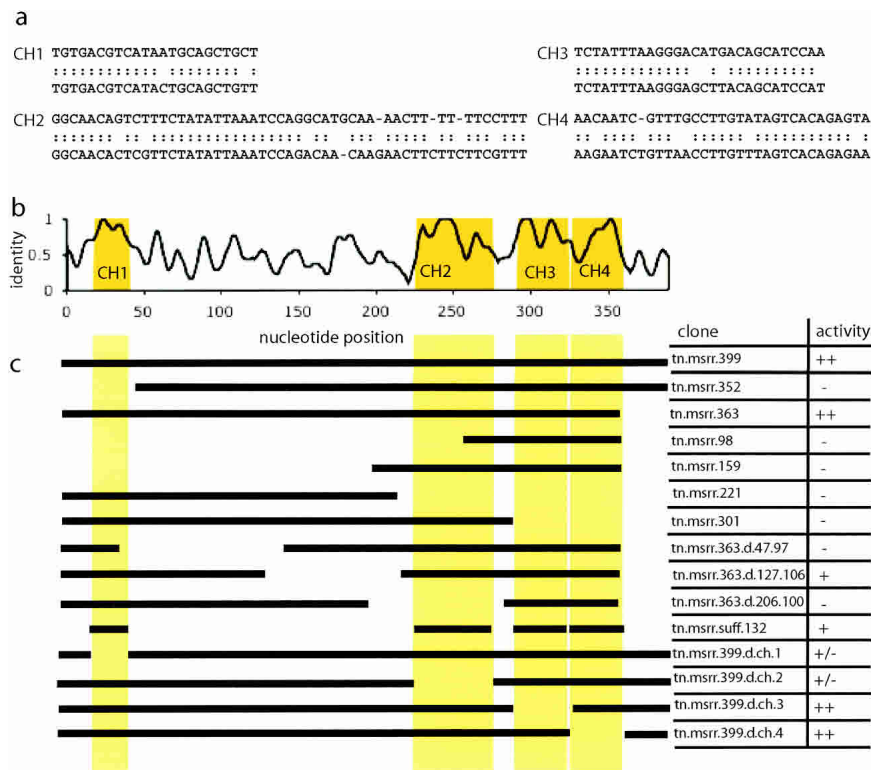 a
CH1 TGTGACGTCATAATGCAGCTGCT
:::::::::::: ::::::: :
TGTGACGTCATACTGCAGCTGTT
CH3 TCTATTTAAGGGACATGACAGCATCCAA
::::::::::::: : ::::::::::
TCTATTTAAGGGAGCTTACAGCATCCAT
CH2 GGCAACAGTCTTTCTATATTAAATCCAGGCATGCAA-AACTT-TT-TTCCTTT
GGCAACACTCGTTCTATATTAAATCCAGACAA-CAAGAACTTCTTCTTCGTTT
CH4 AACAATC-GTTTGCCTTGTATAGTCACAGAGTA
AAGAATCTGTTAACCTTGTTTAGTCACAGAGAA
b
identity
1
0.5
0
CH1 CH2 CH3 CH4
0 50 100 150 200 250 300 350
nucleotide position
c
clone activity
tn.msrr.399 ++
tn.msrr.352 -
tn.msrr.363 ++
tn.msrr.98 -
tn.msrr.159 -
tn.msrr.221 -
tn.msrr.301 -
tn.msrr.363.d.47.97 -
tn.msrr.363.d.127.106 +
tn.msrr.363.d.206.100 -
tn.msrr.suff.132 +
tn.msrr.399.d.ch.1 +/-
tn.msrr.399.d.ch.2 +/-
tn.msrr.399.d.ch.3 ++
tn.msrr.399.d.ch.4 ++